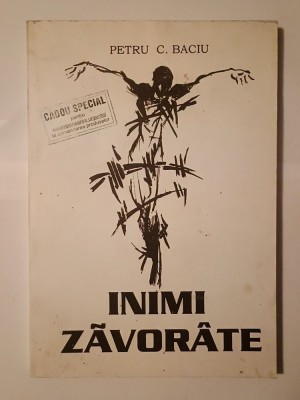 PETRU C. BACIU
CADOU SPECIAL
INIMI
ZÃVORÂTE